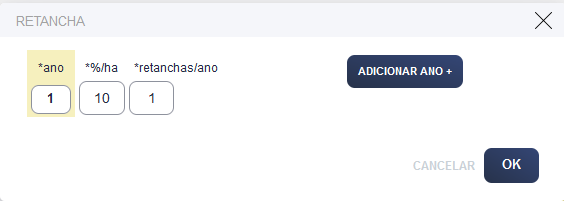 RETANCHA
*ano *%/ha *retanchas/ano
1 10 1
ADICIONAR ANO +
CANCELAR OK